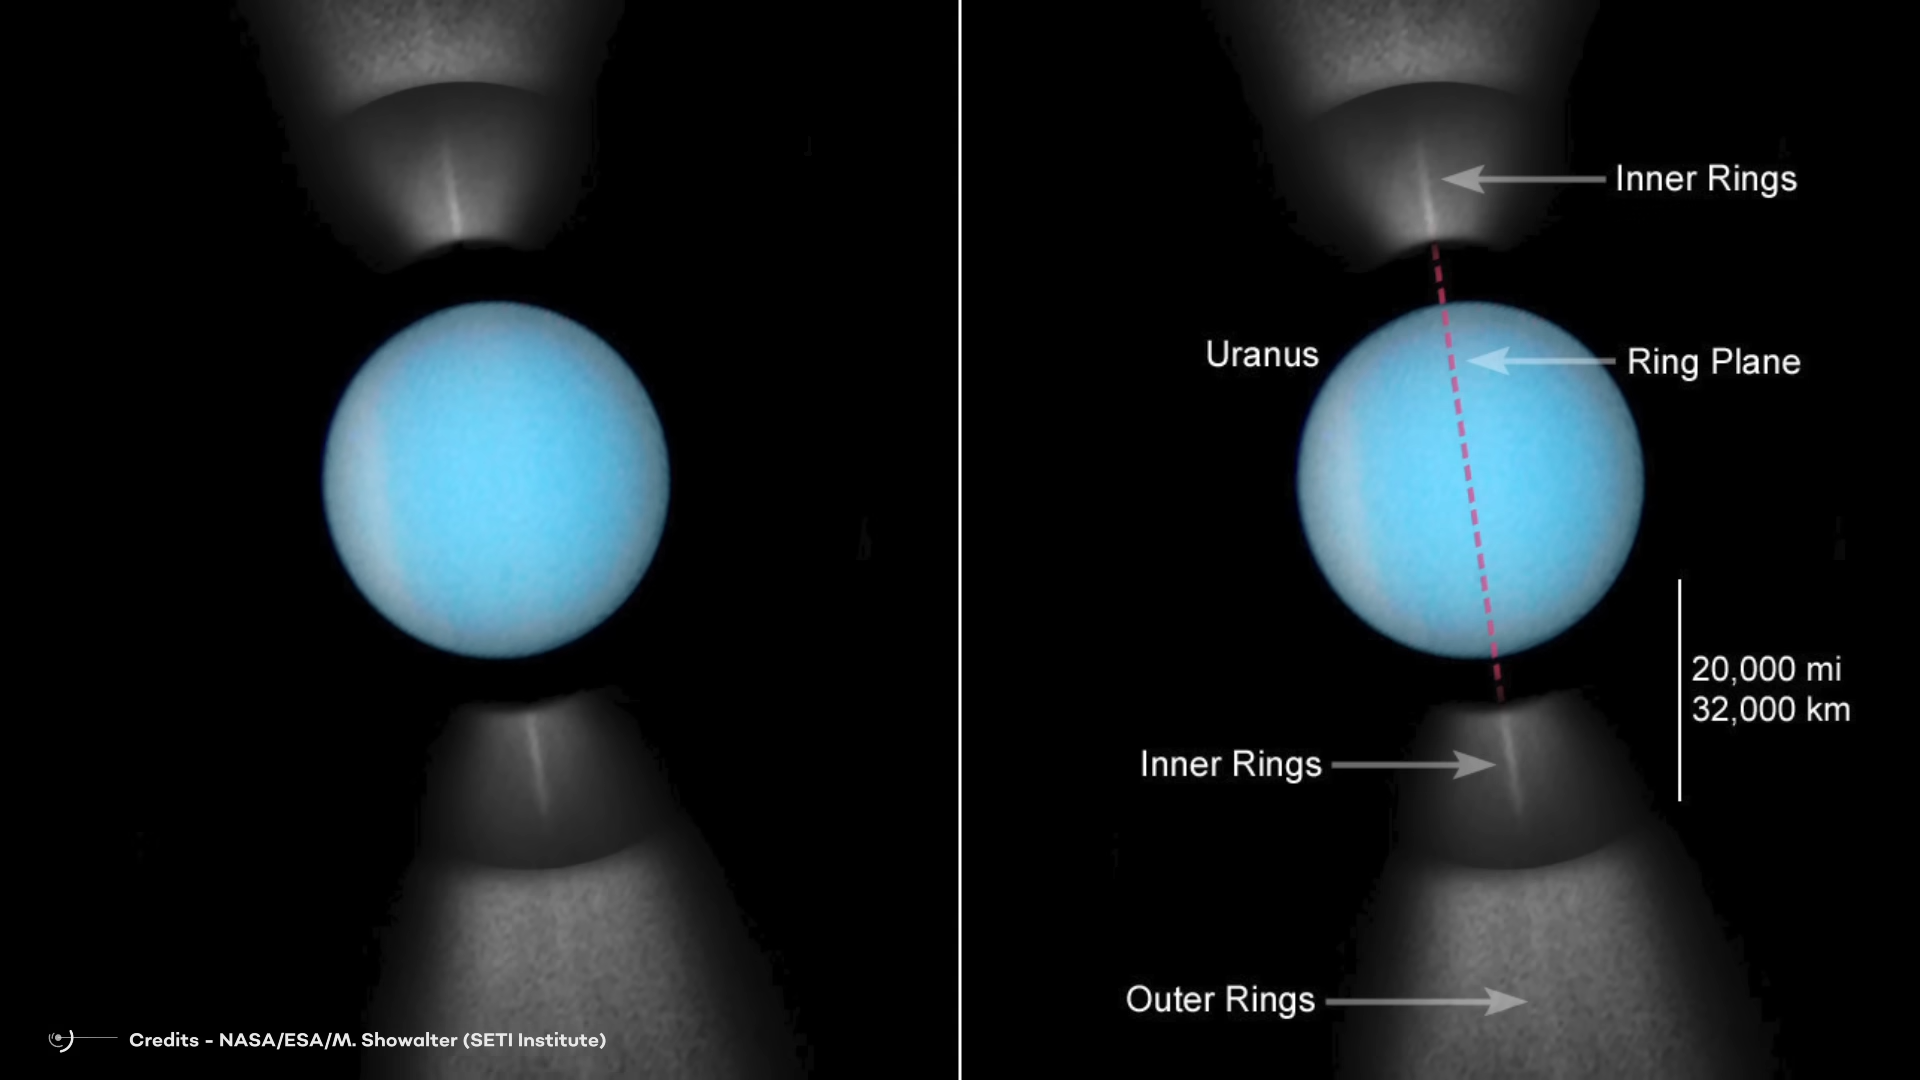 Inner Rings
Uranus
Ring Plane
20,000 mi
32,000 km
Inner Rings
Outer Rings
Credits - NASA/ESA/M. Showalter (SETI Institute)